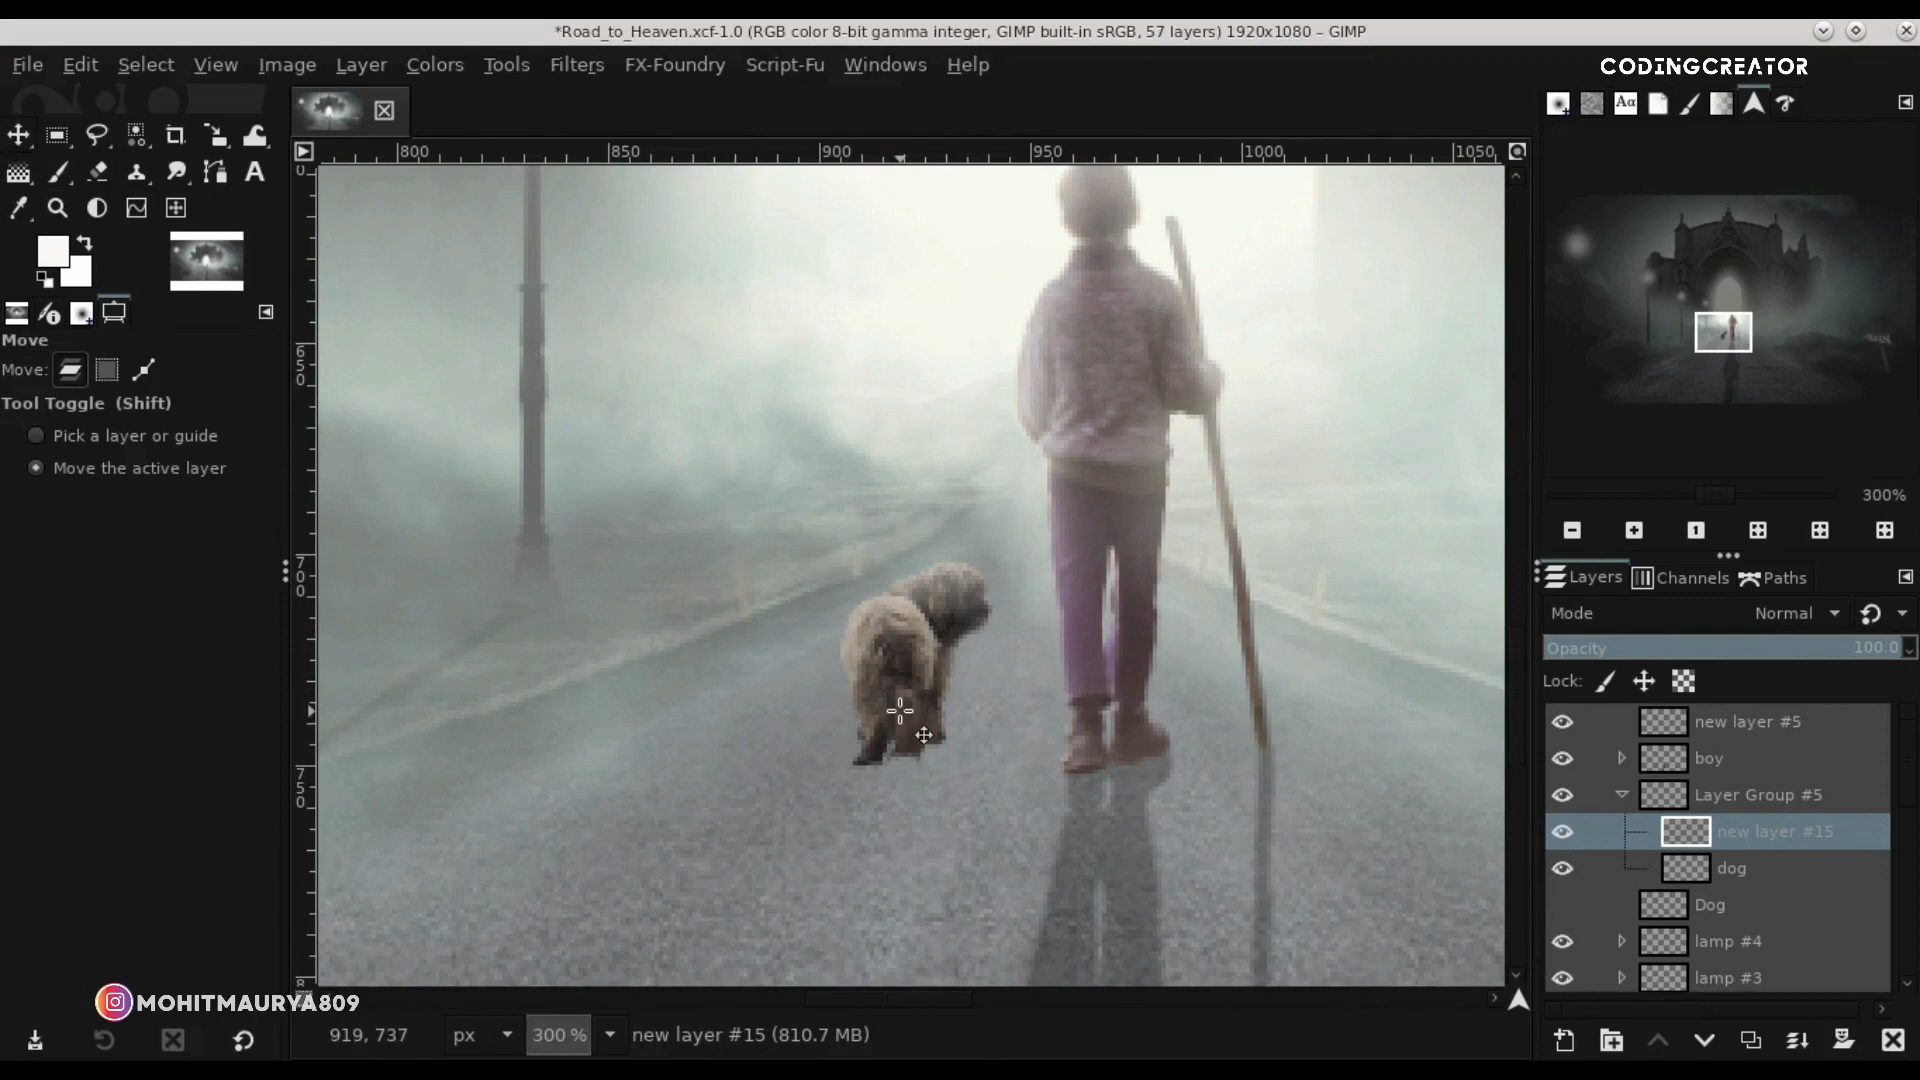 *Road_to_Heaven.xcf-1.0 (RGB color 8-bit gamma integer, GIMP built-in sRGB, 57 layers) 1920x1080 – GIMP
File Edit Select View Image Layer Colors Tools Filters FX-Foundry Script-Fu Windows Help
CODINGCREATOR
800 850 900 950 1000 1050
Move
Move:
Tool Toggle (Shift)
Pick a layer or guide
Move the active layer
650
700
750
300%
Layers Channels Paths
Mode Normal
Opacity 100.0
Lock:
new layer #5
boy
Layer Group #5
new layer #15
dog
Dog
lamp #4
lamp #3
MOHITMAURYA809
919, 737 px 300 % new layer #15 (810.7 MB)